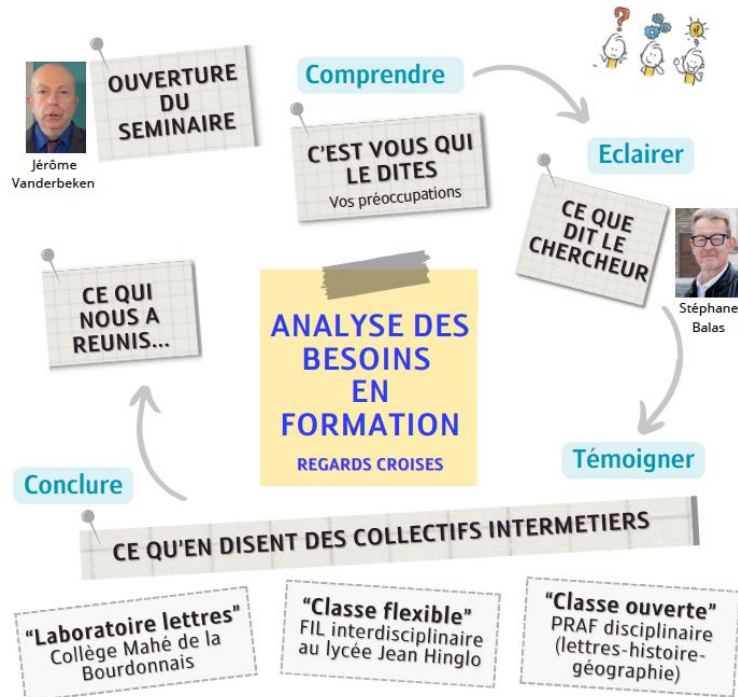 OUVERTURE
DU
SEMINAIRE
Jérôme
Vanderbeken
Comprendre
C'EST VOUS QUI
LE DITES
Vos préoccupations
Eclairer
CE QUE
DIT LE
CHERCHEUR
Stéphane
Balas
CE QUI
NOUS A
REUNIS...
ANALYSE DES
BESOINS
EN
FORMATION
REGARDS CROISES
Témoigner
Conclure
CE QU'EN DISENT DES COLLECTIFS INTERMETIERS
"Laboratoire lettres"
Collège Mahé de la
Bourdonnais
"Classe flexible"
FIL interdisciplinaire
au lycée Jean Hinglo
"Classe ouverte"
PRAF disciplinaire
(lettres-histoire-
géographie)